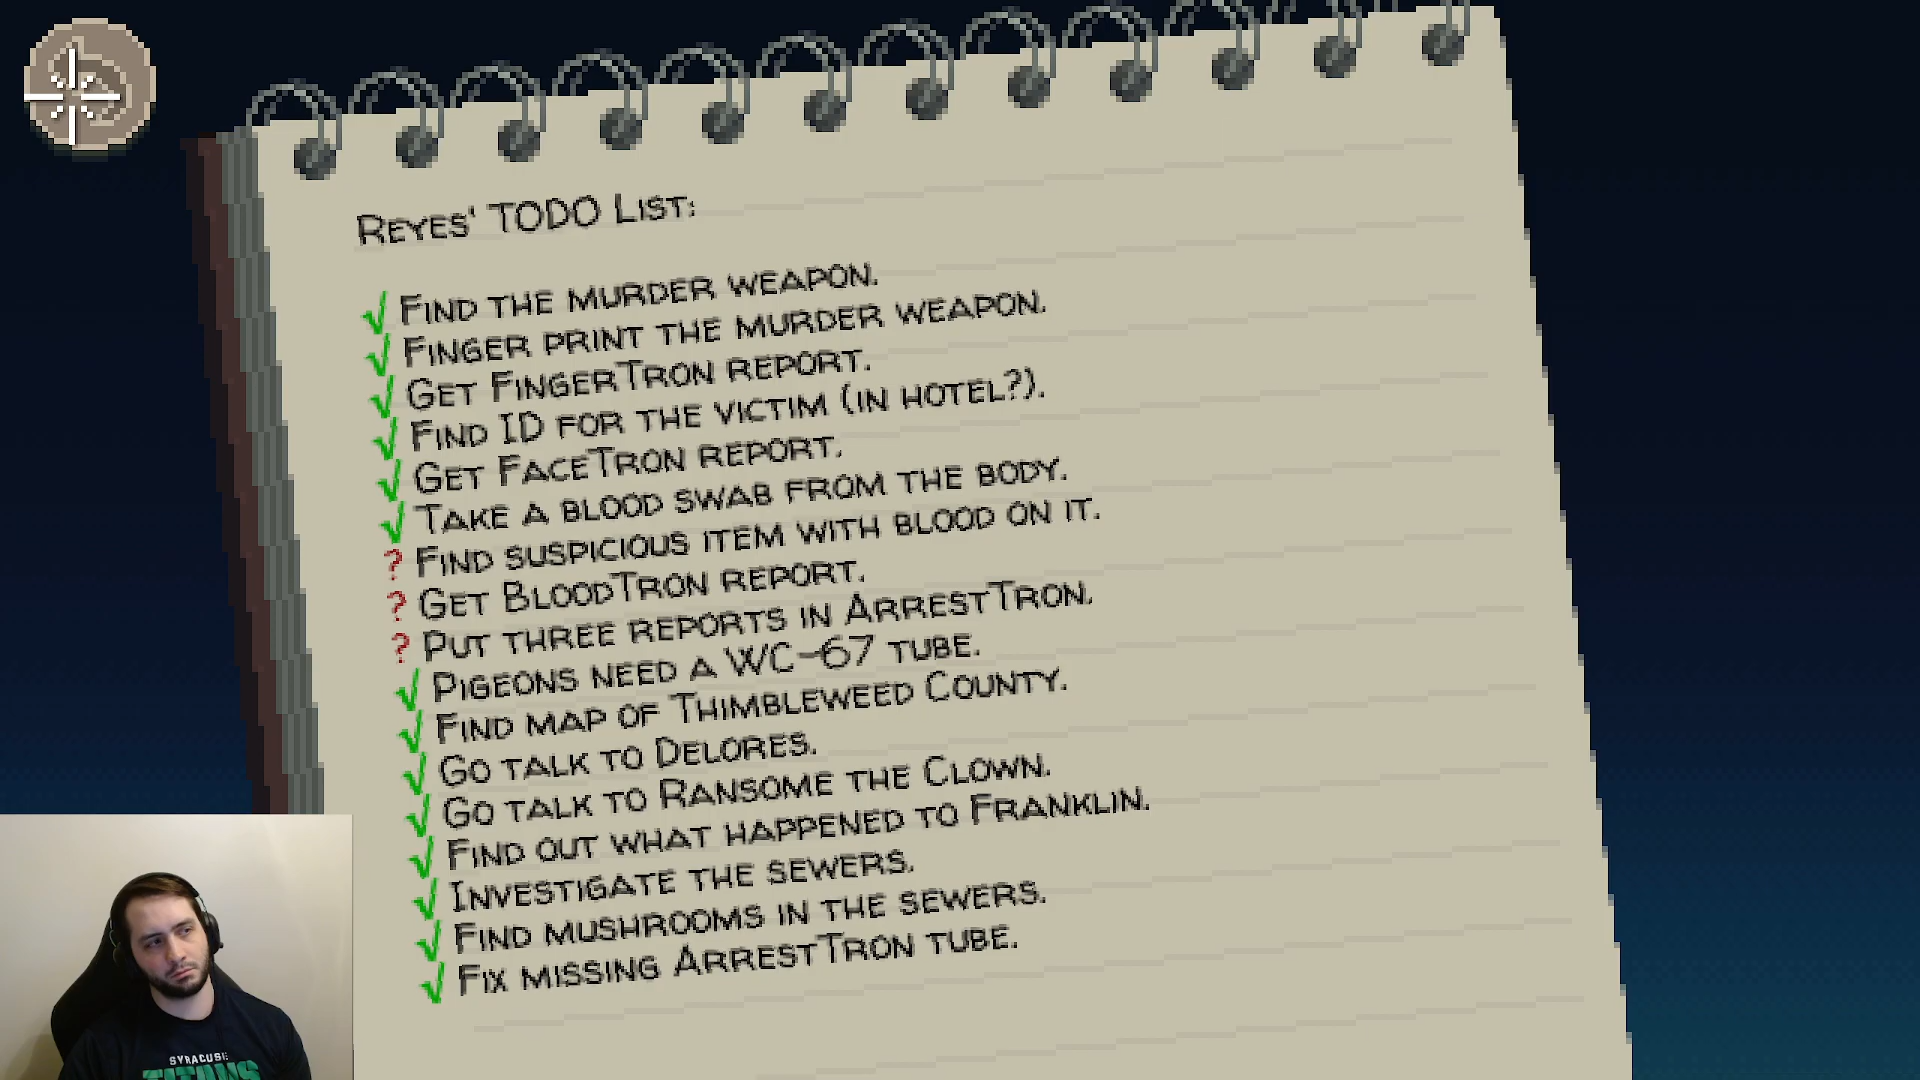 Reyes' TODO List:
√ Find the murder weapon.
√ Finger print the murder weapon.
√ Get FingerTron report.
√ Find ID for the victim (in hotel?).
√ Get FaceTron report.
√ Take a blood swab from the body.
? Find suspicious item with blood on it.
? Get BloodTron report.
? Put three reports in ArrestTron.
√ Pigeons need a WC-67 tube.
√ Find map of Thimbleweed County.
√ Go talk to Delores.
√ Go talk to Ransome the Clown.
√ Find out what happened to Franklin.
√ Investigate the sewers.
√ Find mushrooms in the sewers.
√ Fix missing ArrestTron tube.
SYRACUSE
TITANS